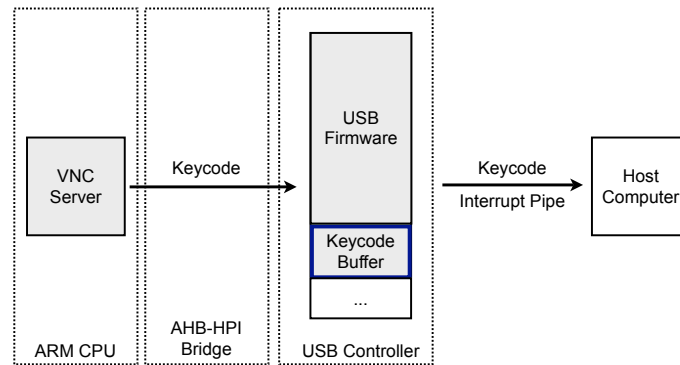 VNC
Server
ARM CPU
Keycode
AHB-HPI
Bridge
USB
Firmware
Keycode
Buffer
...
USB Controller
Keycode
Interrupt Pipe
Host
Computer